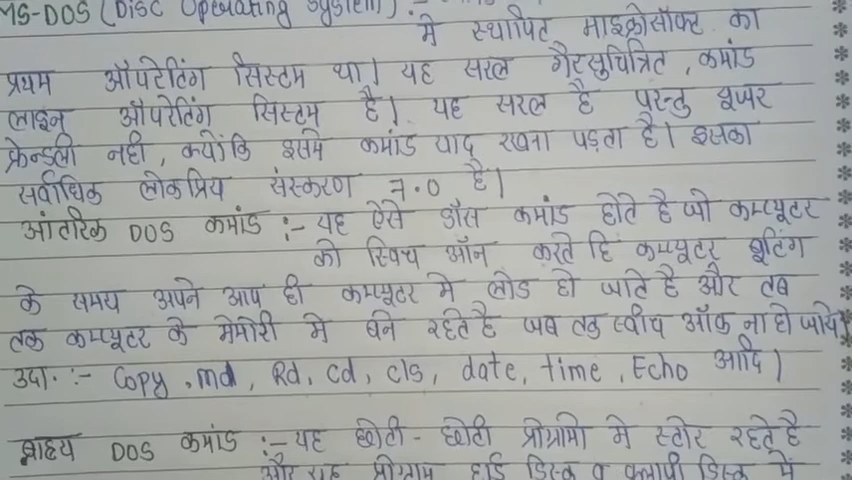 MS-DOS (Disc Operating System) :-
में स्थापित माइक्रोसॉफ्ट का
प्रथम ऑपरेटिंग सिस्टम था। यह सरल गैरसुचित्रित, कमांड
लाइन ऑपरेटिंग सिस्टम है। यह सरल है परन्तु इजर
फ्रेन्डली नही, क्योंकि इसमे कमांड याद रखना पड़ता है। इसका
सर्वाधिक लोकप्रिय संस्करण 7.0 है।
आंतरिक DOS कमांड :- यह ऐसे डॉस कमांड होते है जो कम्प्यूटर
को स्विच ऑन करते हि कम्प्यूटर बूटिंग
के समय अपने आप ही कम्प्यूटर मे लोड हो जाते है और तब
तक कम्प्यूटर के मेमोरी मे बने रहते है जब तक स्वीच ऑफ ना हो जाये।
उदा. :- Copy, md, Rd, cd, cls, date, time, Echo आदि।
बाह्य DOS कमांड :- यह छोटी-छोटी प्रोग्रामो मे स्टोर रहते है
और यह प्रोग्राम हार्ड डिस्क व फ्लापी डिस्क में